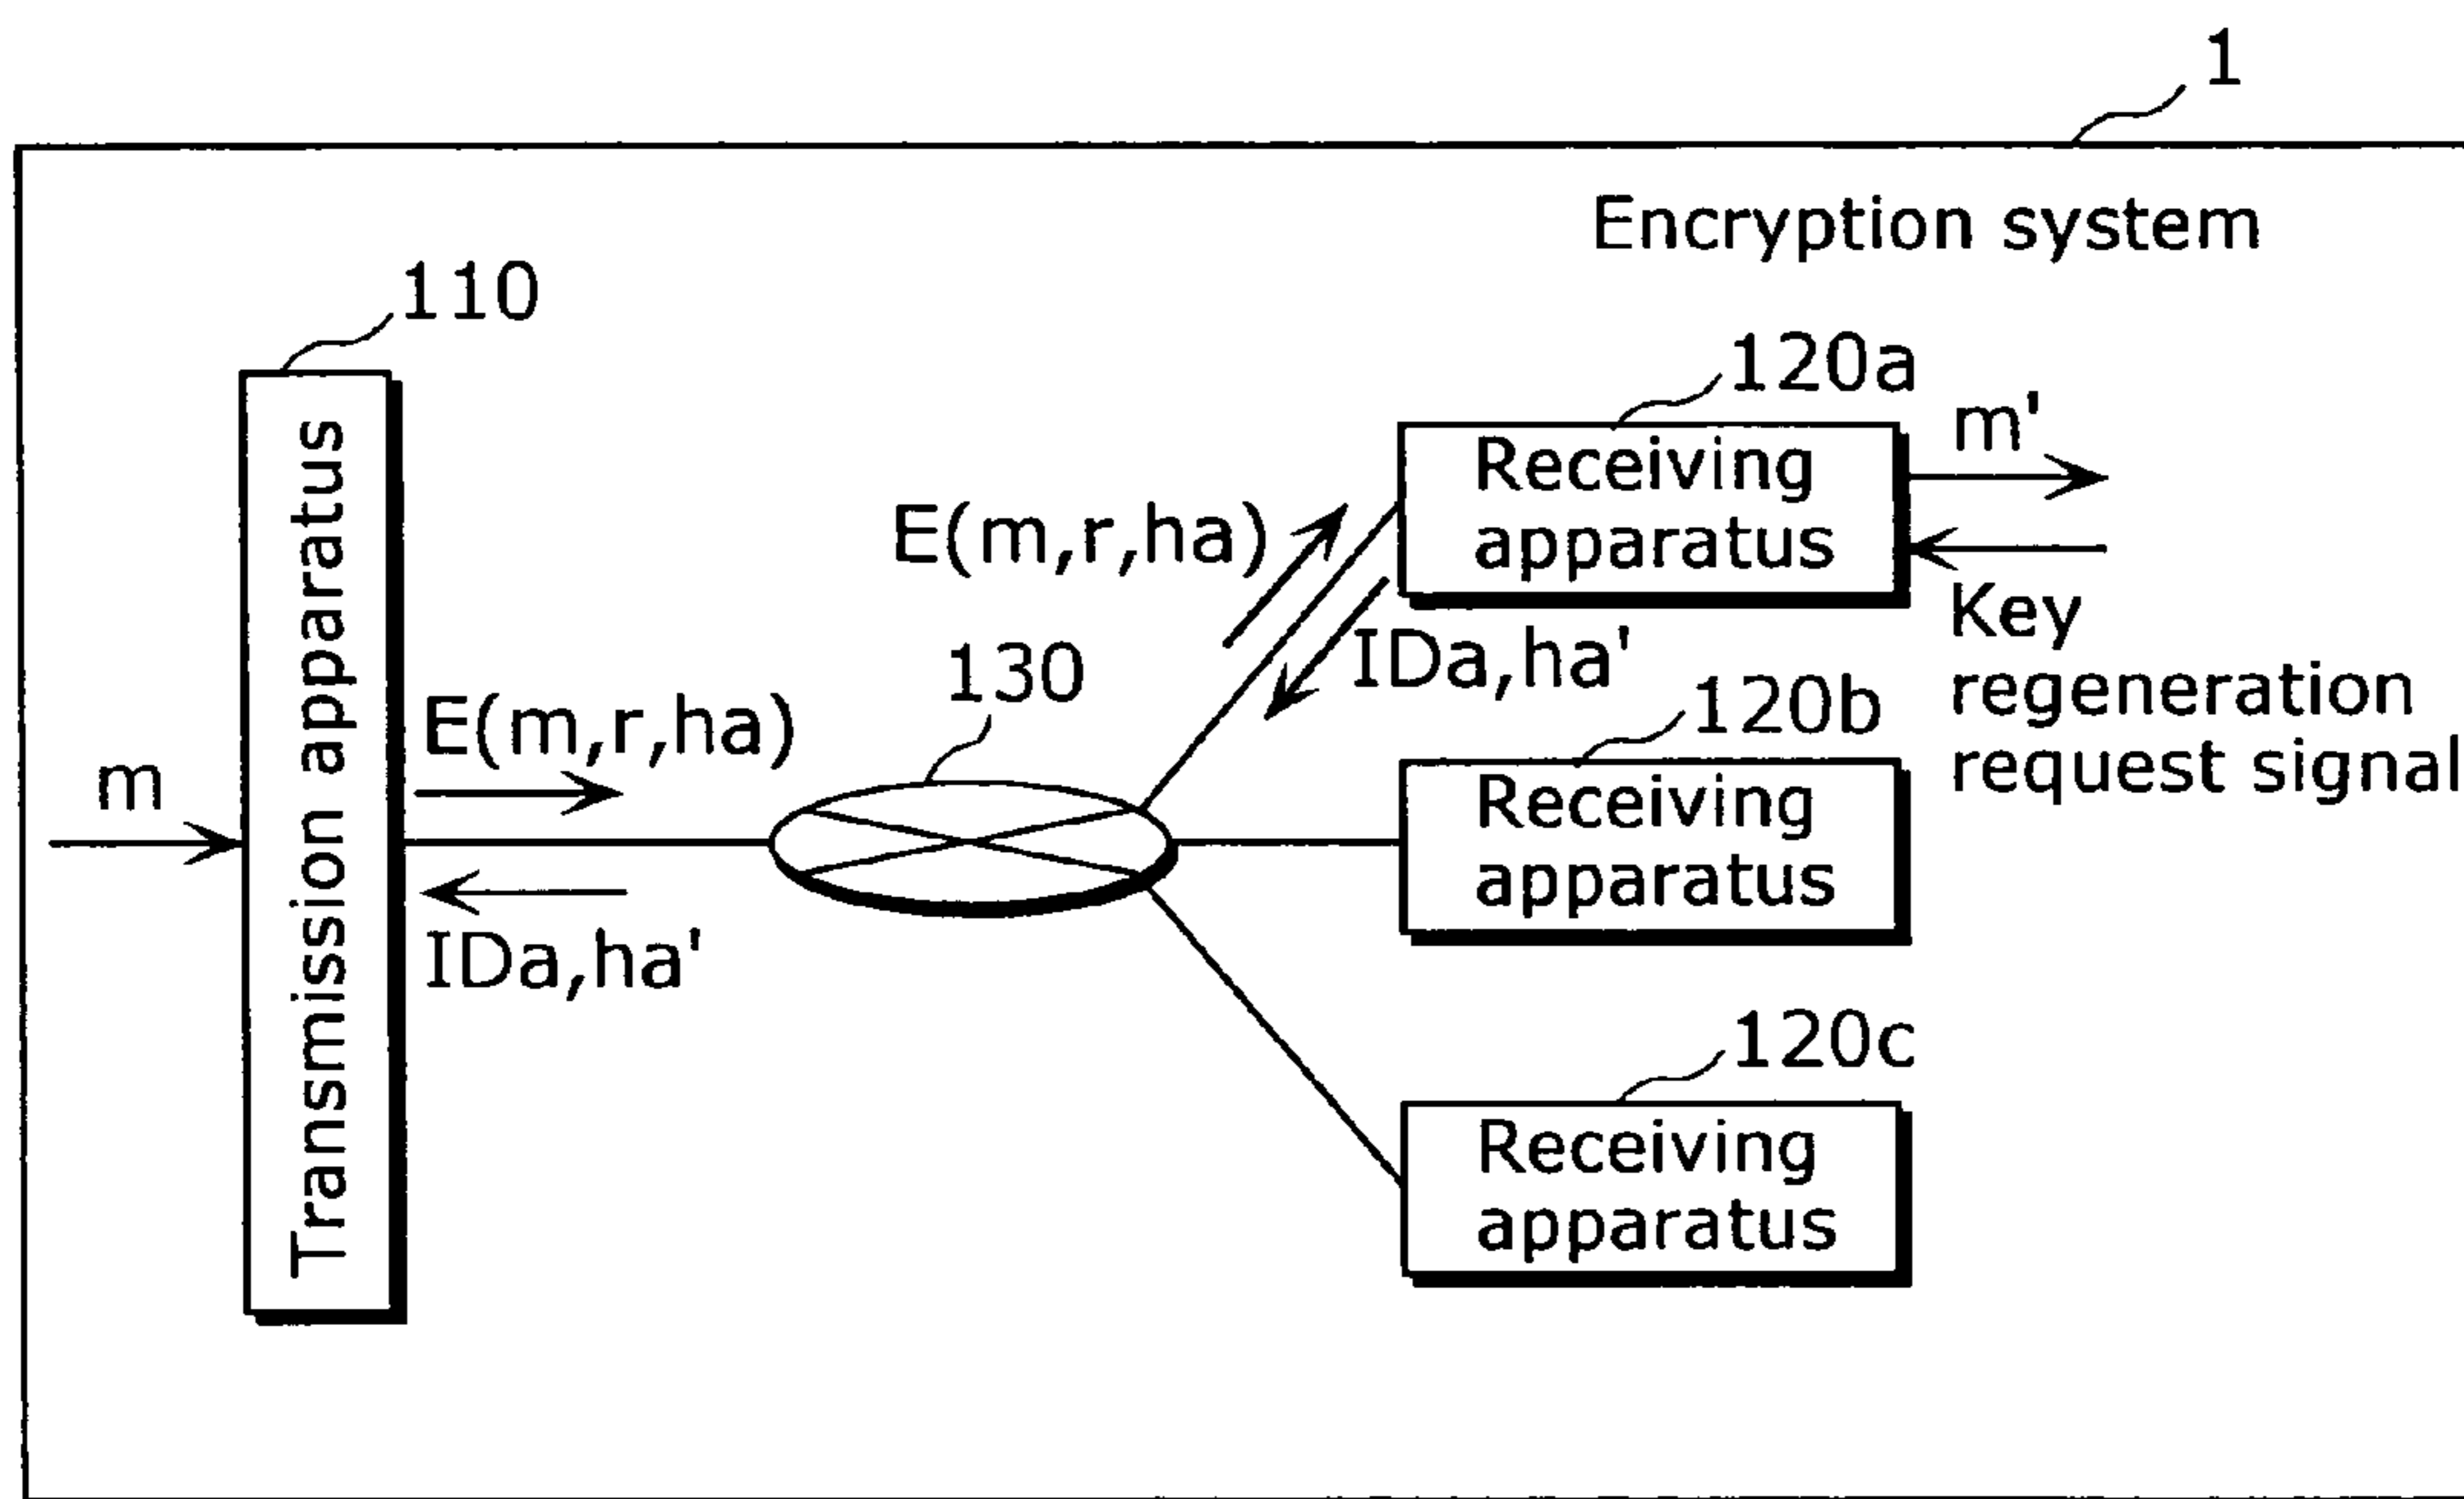 1
Encryption system
110
120a
m'
Receiving
apparatus
E(m,r,ha)
Key
regeneration
request signal
IDa,ha'
130
120b
E(m,r,ha)
m
Transmission apparatus
Receiving
apparatus
IDa,ha'
120c
Receiving
apparatus